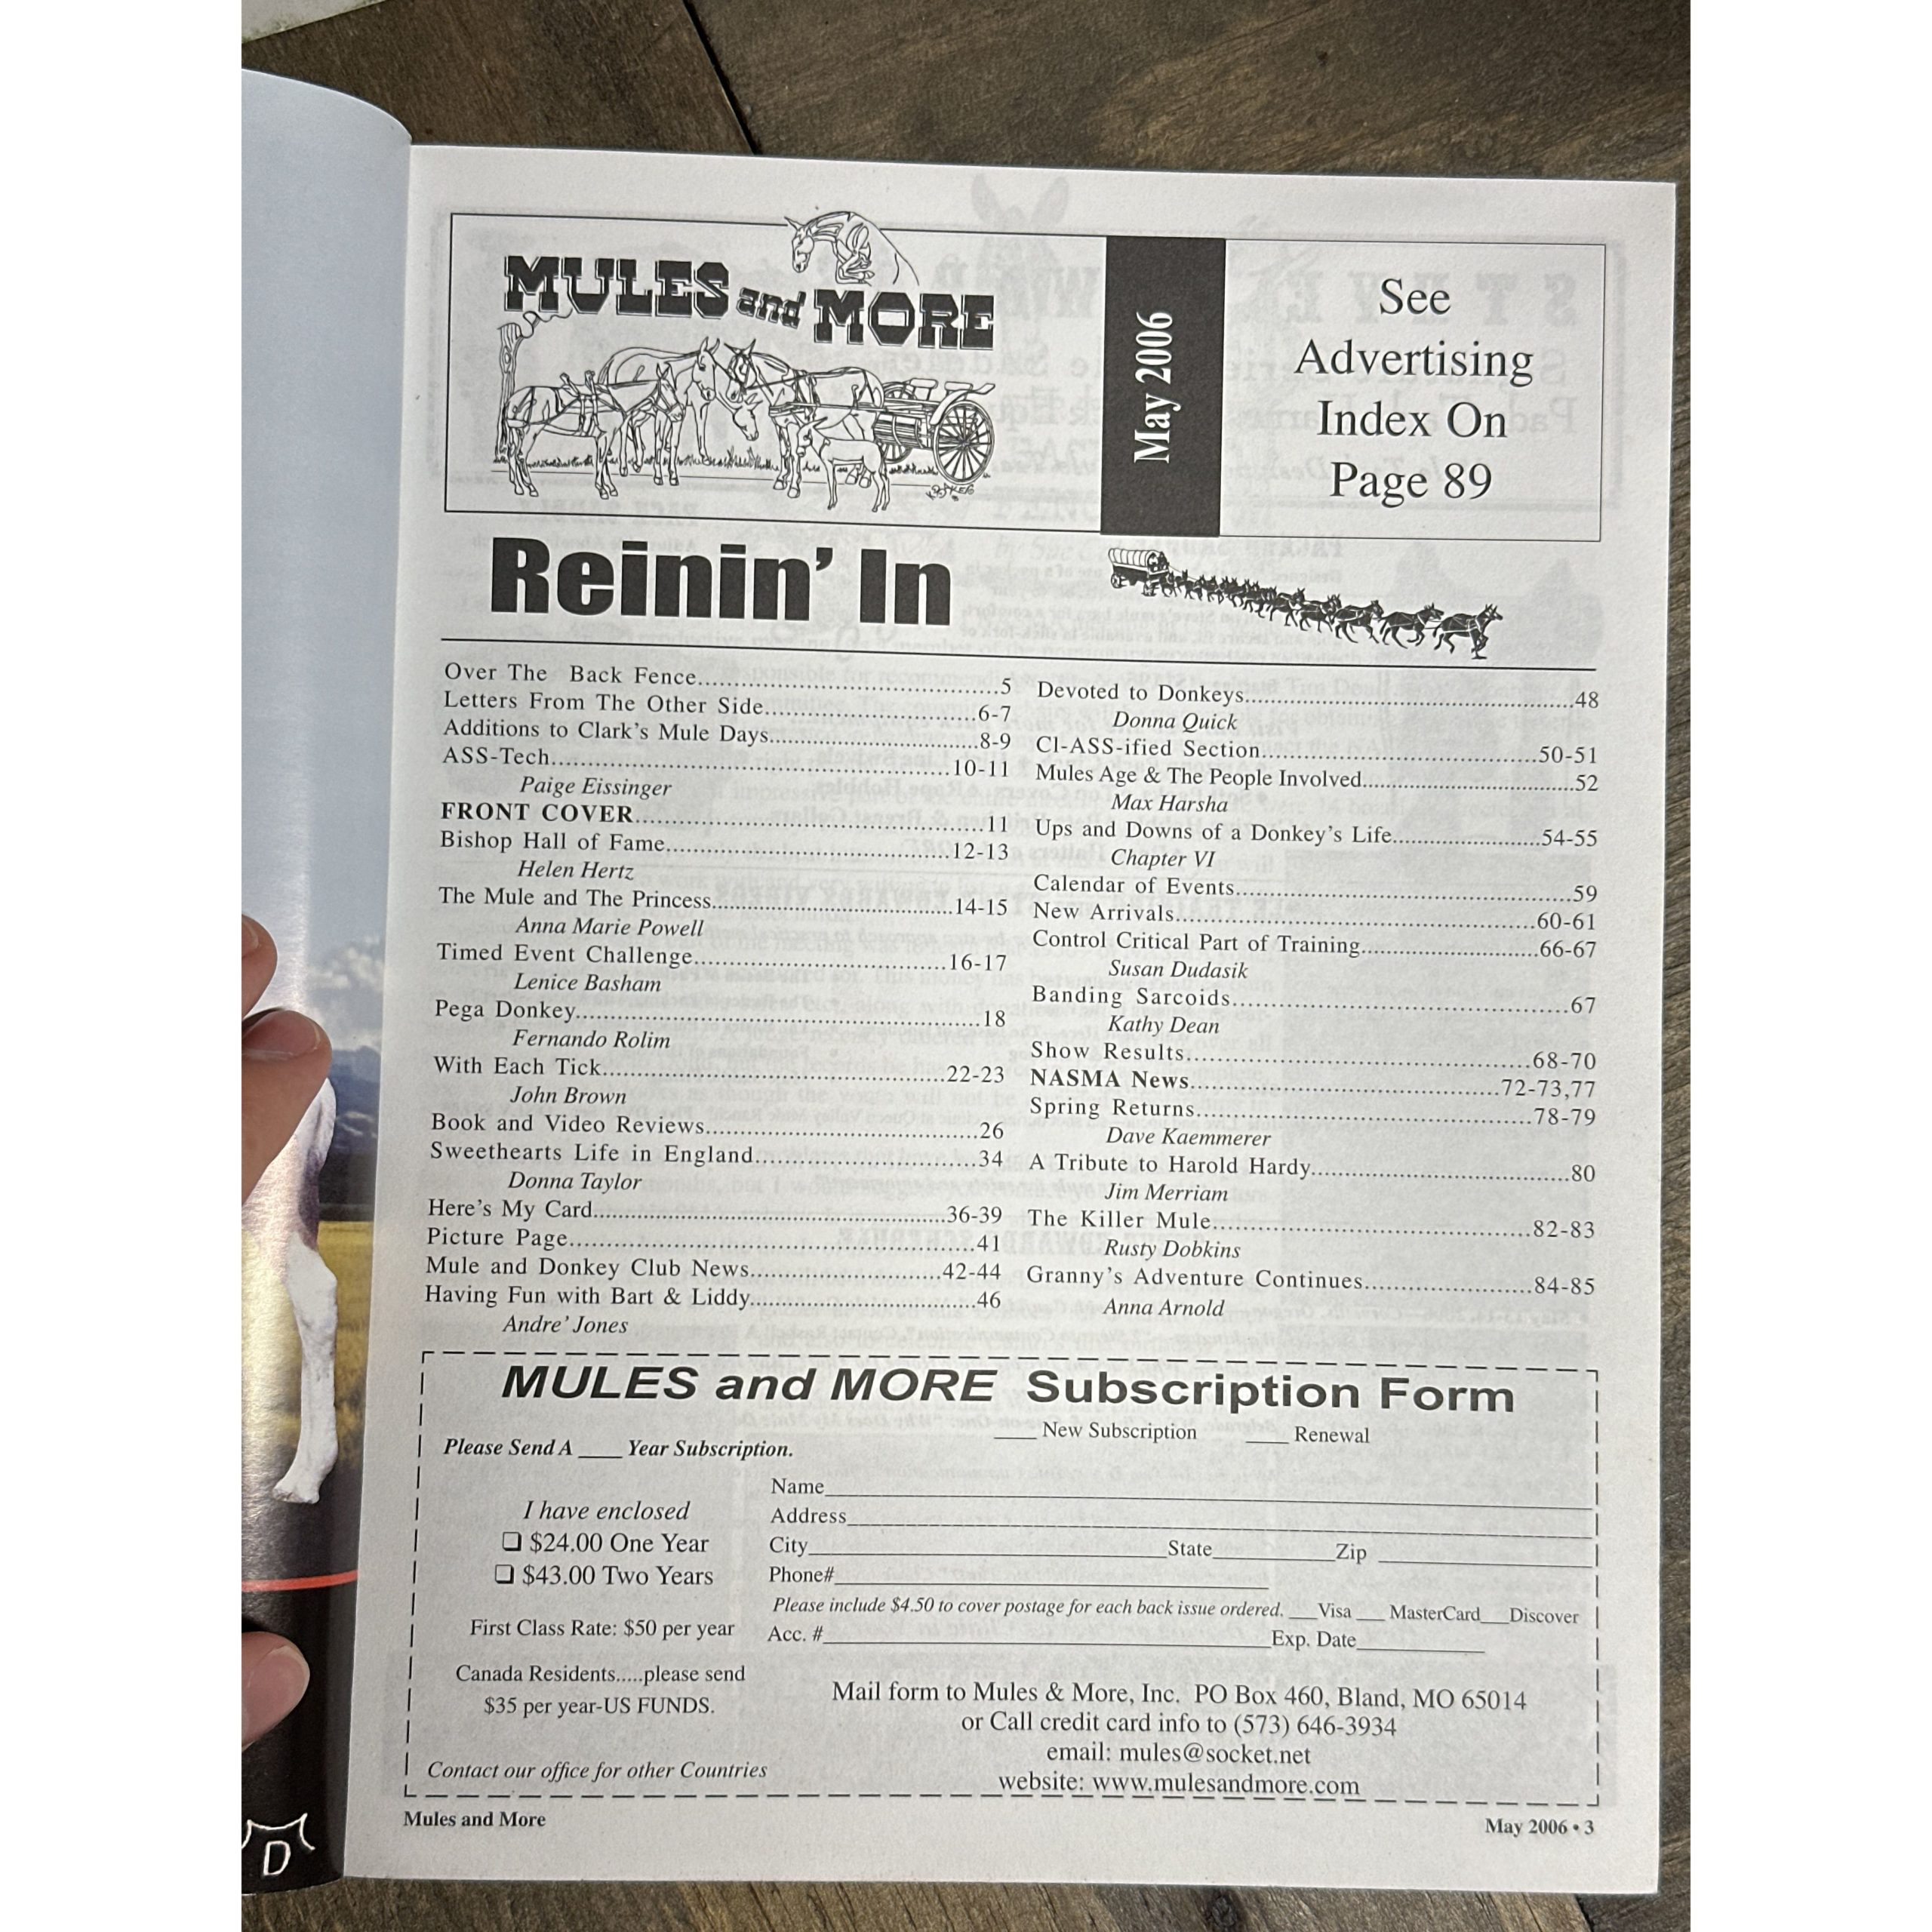 MULES and MORE
May 2006
See
Advertising
Index On
Page 89
Reinin' In
Over The Back Fence..........5
Letters From The Other Side..........6-7
Additions to Clark's Mule Days..........8-9
ASS-Tech..........10-11
Paige Eissinger
FRONT COVER..........11
Bishop Hall of Fame..........12-13
Helen Hertz
The Mule and The Princess..........14-15
Anna Marie Powell
Timed Event Challenge..........16-17
Lenice Basham
Pega Donkey..........18
Fernando Rolim
With Each Tick..........22-23
John Brown
Book and Video Reviews..........26
Sweethearts Life in England..........34
Donna Taylor
Here's My Card..........36-39
Picture Page..........41
Mule and Donkey Club News..........42-44
Having Fun with Bart & Liddy..........46
Andre' Jones
Devoted to Donkeys..........48
Donna Quick
Cl-ASS-ified Section..........50-51
Mules Age & The People Involved..........52
Max Harsha
Ups and Downs of a Donkey's Life..........54-55
Chapter VI
Calendar of Events..........59
New Arrivals..........60-61
Control Critical Part of Training..........66-67
Susan Dudasik
Banding Sarcoids..........67
Kathy Dean
Show Results..........68-70
NASMA News..........72-73,77
Spring Returns..........78-79
Dave Kaemmerer
A Tribute to Harold Hardy..........80
Jim Merriam
The Killer Mule..........82-83
Rusty Dobkins
Granny's Adventure Continues..........84-85
Anna Arnold
MULES and MORE Subscription Form
____ New Subscription ____ Renewal
Please Send A ____ Year Subscription.
I have enclosed
❑ $24.00 One Year
❑ $43.00 Two Years
First Class Rate: $50 per year
Canada Residents.....please send
$35 per year-US FUNDS.
Contact our office for other Countries
Name__________
Address__________
City__________State__________Zip __________
Phone#__________
Please include $4.50 to cover postage for each back issue ordered. ___Visa ___ MasterCard___Discover
Acc. #__________Exp. Date__________
Mail form to Mules & More, Inc. PO Box 460, Bland, MO 65014
or Call credit card info to (573) 646-3934
email: mules@socket.net
website: www.mulesandmore.com
Mules and More
May 2006 • 3
D